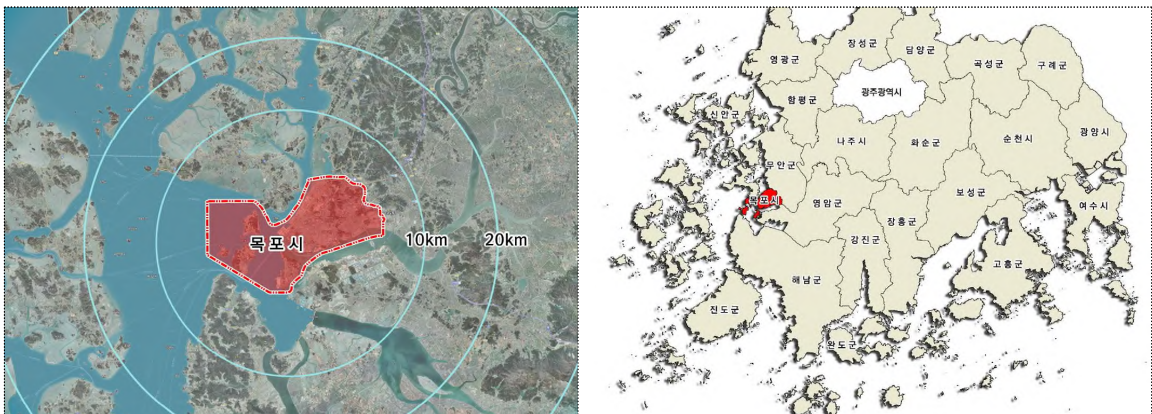 목포시
10km
20km
영광군
장성군
담양군
곡성군
구례군
함평군
광주광역시
신안군
나주시
화순군
순천시
광양시
무안군
목포시
영암군
장흥군
보성군
여수시
강진군
해남군
고흥군
진도군
완도군